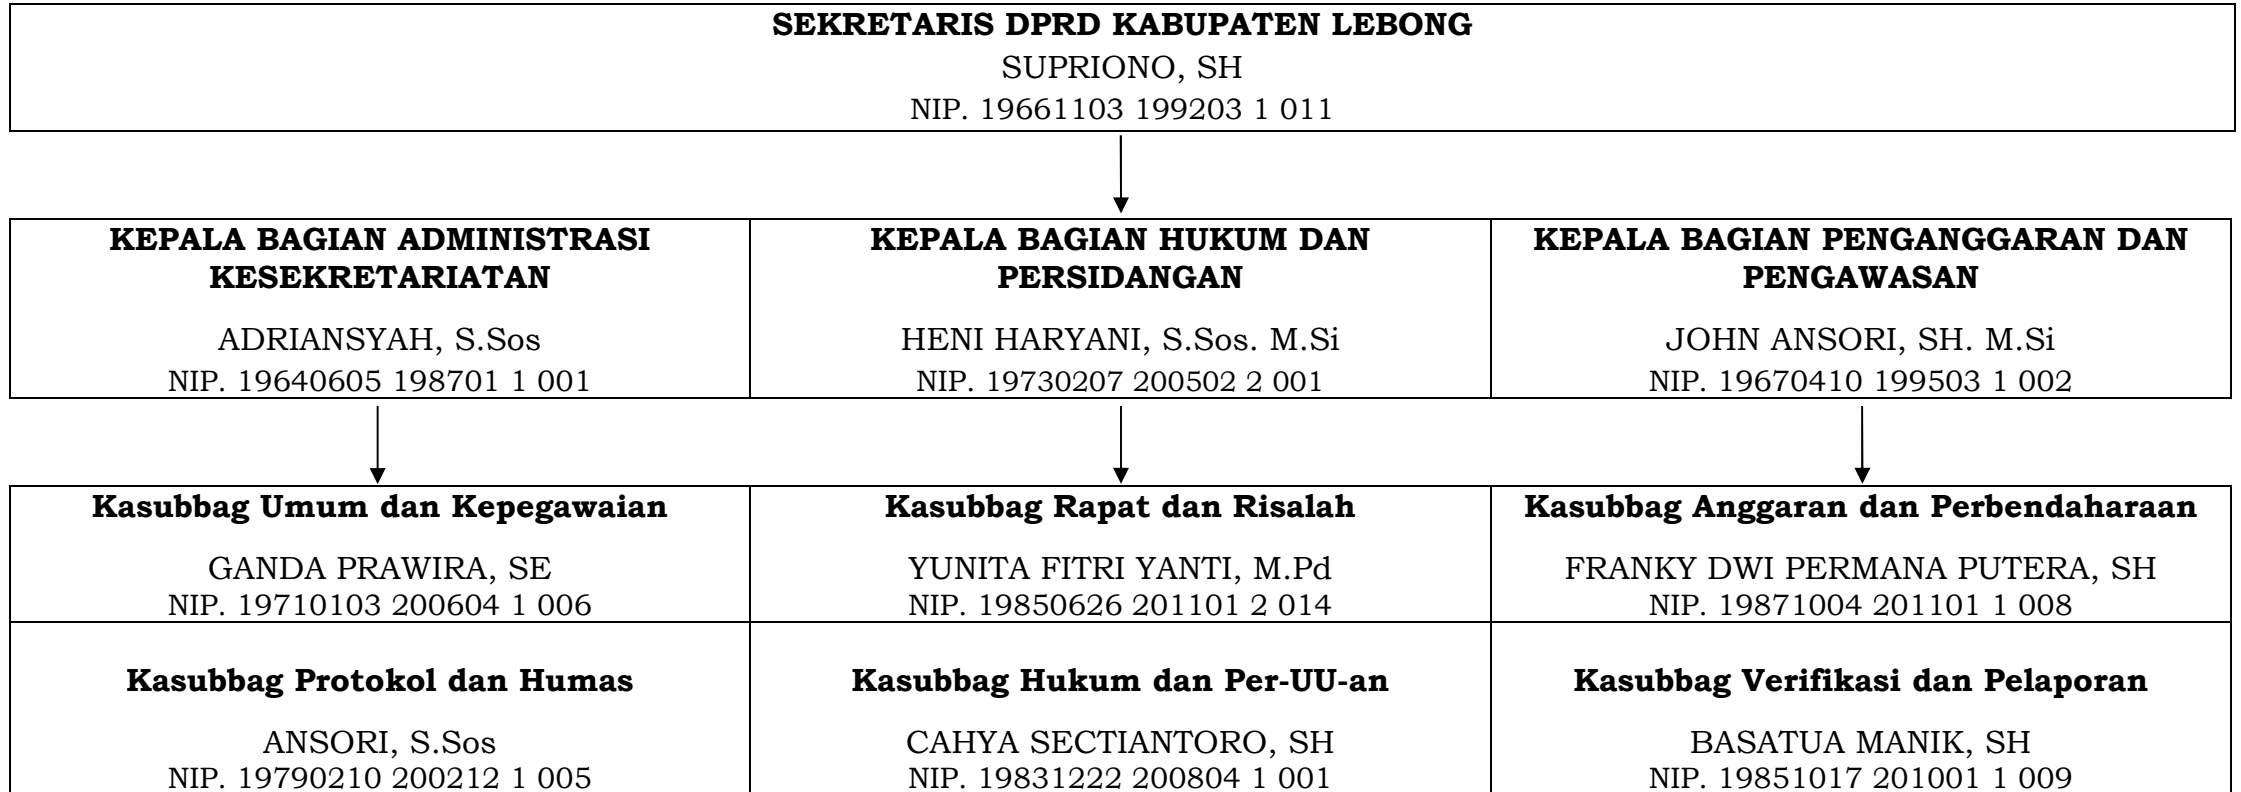 SEKRETARIS DPRD KABUPATEN LEBONG
SUPRIONO, SH
NIP. 19661103 199203 1 011
KEPALA BAGIAN ADMINISTRASI
KESEKRETARIATAN
ADRIANSYAH, S.Sos
NIP. 19640605 198701 1 001
KEPALA BAGIAN HUKUM DAN
PERSIDANGAN
HENI HARYANI, S.Sos. M.Si
NIP. 19730207 200502 2 001
KEPALA BAGIAN PENGANGGARAN DAN
PENGAWASAN
JOHN ANSORI, SH. M.Si
NIP. 19670410 199503 1 002
Kasubbag Umum dan Kepegawaian
GANDA PRAWIRA, SE
NIP. 19710103 200604 1 006
Kasubbag Rapat dan Risalah
YUNITA FITRI YANTI, M.Pd
NIP. 19850626 201101 2 014
Kasubbag Anggaran dan Perbendaharaan
FRANKY DWI PERMANA PUTERA, SH
NIP. 19871004 201101 1 008
Kasubbag Protokol dan Humas
ANSORI, S.Sos
NIP. 19790210 200212 1 005
Kasubbag Hukum dan Per-UU-an
CAHYA SECTIANTORO, SH
NIP. 19831222 200804 1 001
Kasubbag Verifikasi dan Pelaporan
BASATUA MANIK, SH
NIP. 19851017 201001 1 009